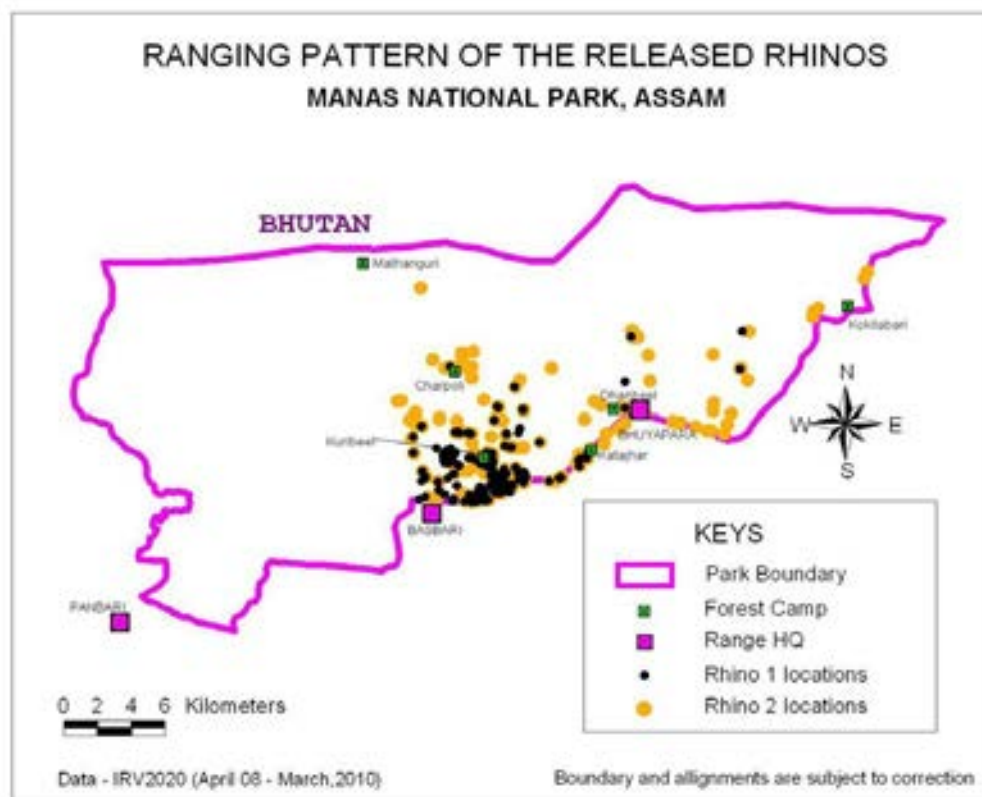 RANGING PATTERN OF THE RELEASED RHINOS
MANAS NATIONAL PARK, ASSAM
BHUTAN
Mathanguri
Kokilabari
Charpoli
N
Kuribeel
BHUYAPARA
W E
Katajhar
S
BASBARI
KEYS
Park Boundary
PANBARI
Forest Camp
Range HQ
Rhino 1 locations
0 2 4 6 Kilometers
Rhino 2 locations
Data - IRV2020 (April 08 - March,2010)
Boundary and allignments are subject to correction